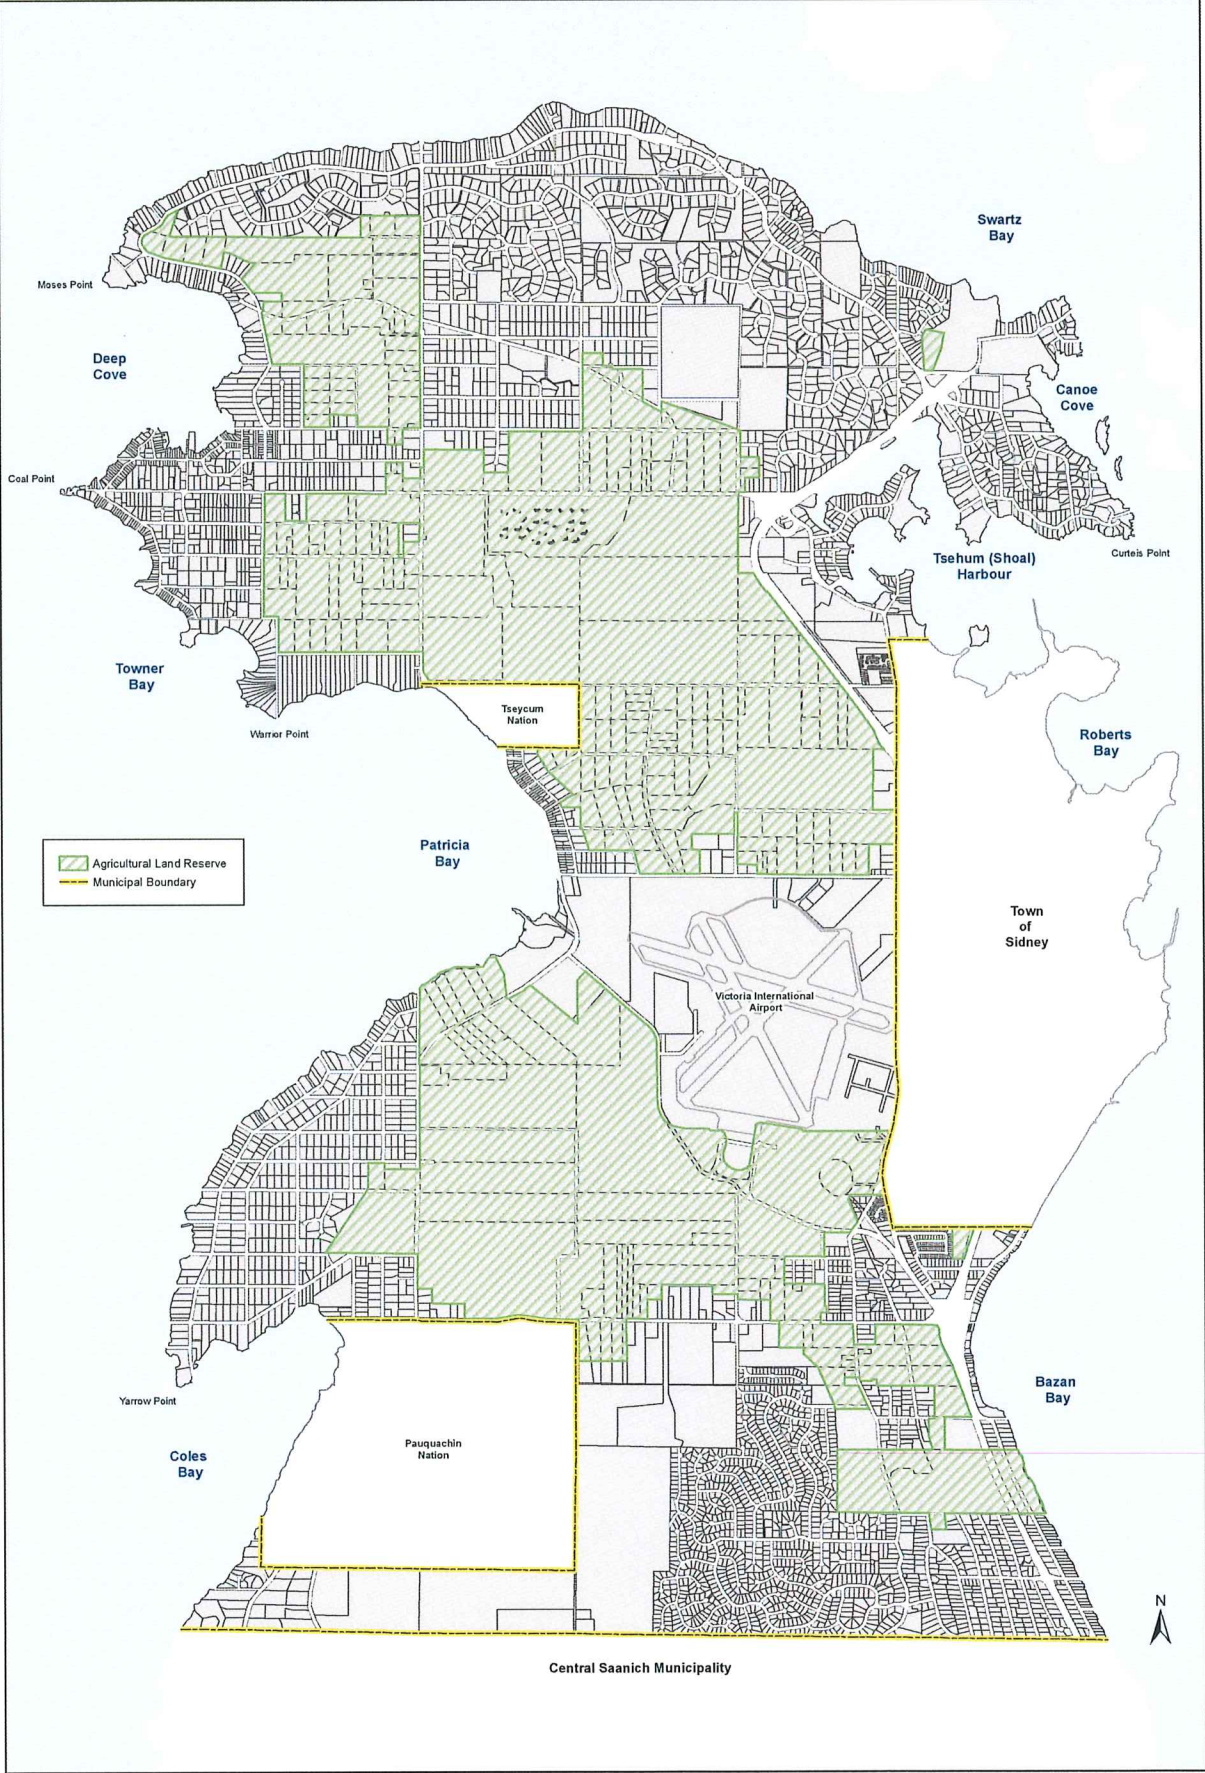 Swartz
Bay
Moses Point
Deep
Cove
Canoe
Cove
Coal Point
Tsehum (Shoal)
Harbour
Curteis Point
Towner
Bay
Tseycum
Nation
Warrior Point
Roberts
Bay
Patricia
Bay
Agricultural Land Reserve
Municipal Boundary
Town
of
Sidney
Victoria International
Airport
Bazan
Bay
Yarrow Point
Pauquachin
Nation
Coles
Bay
N
Central Saanich Municipality